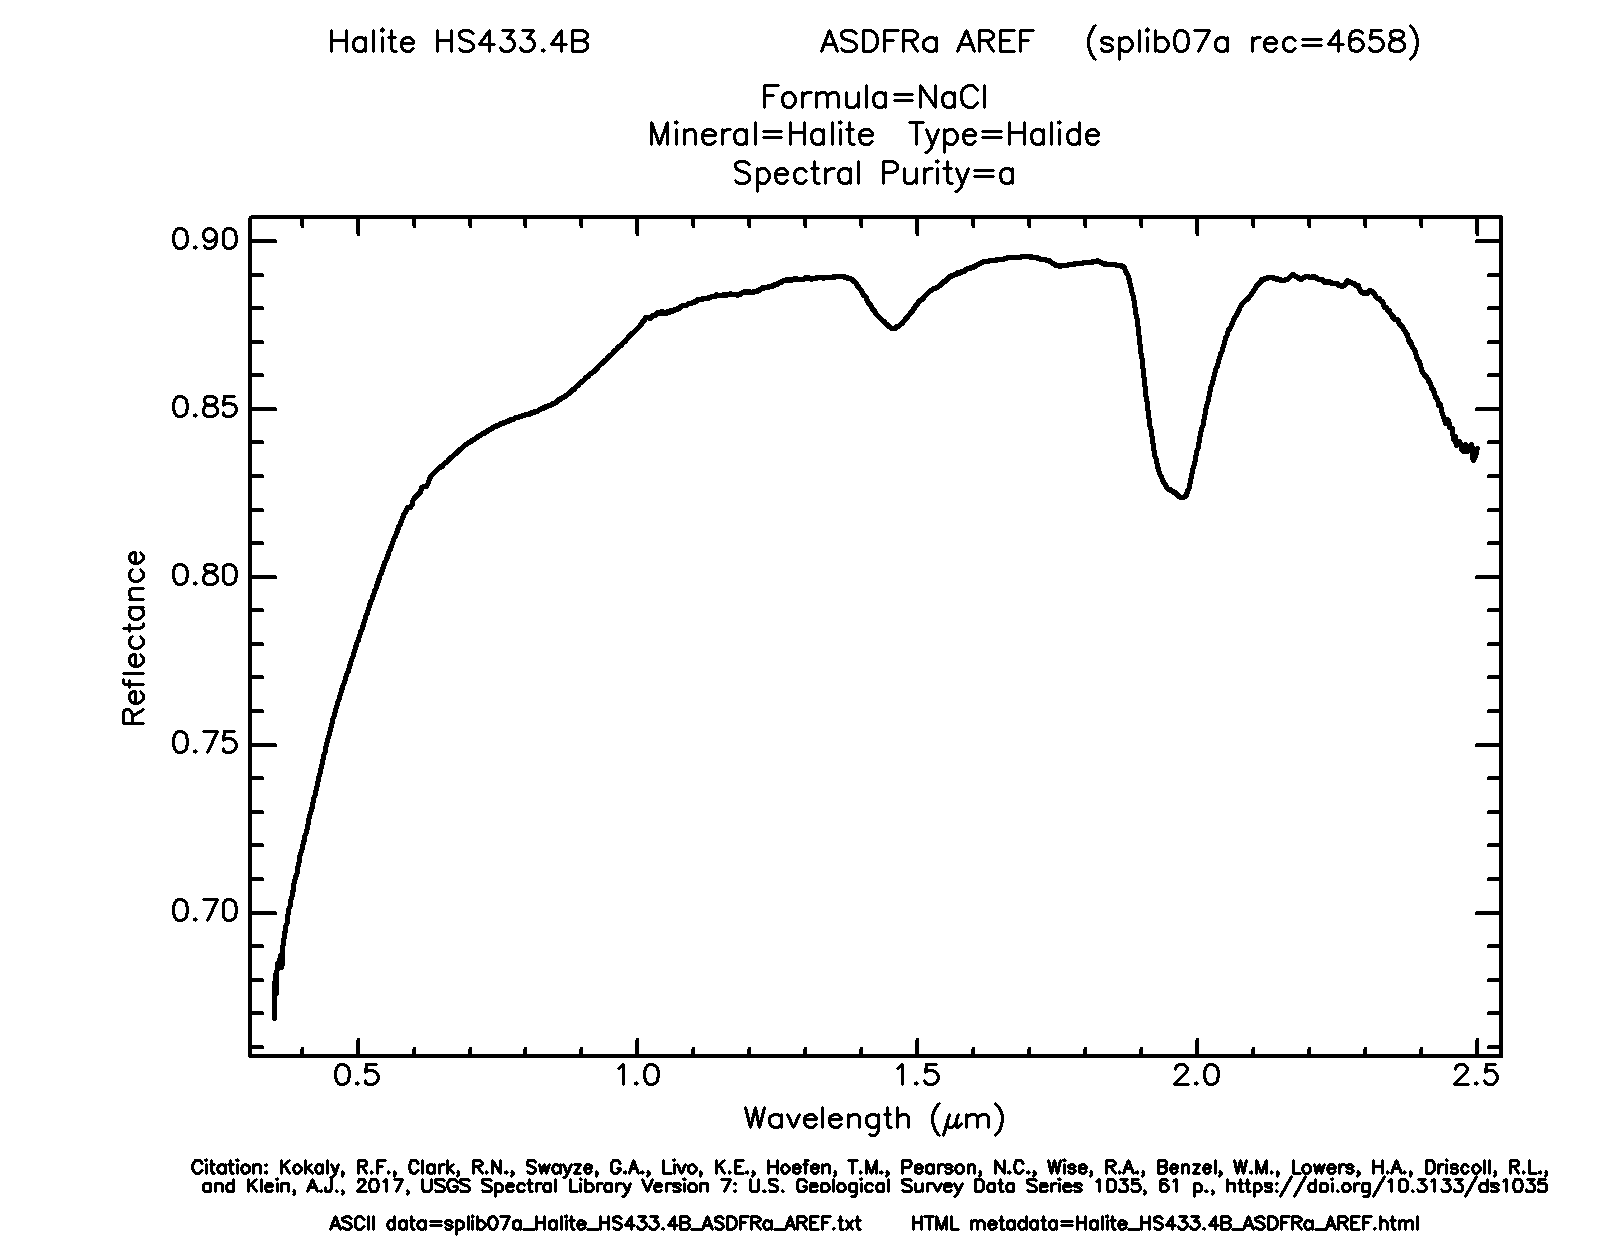 Halite HS433.4B ASDFRa AREF (splib07a rec=4658)
Formula=NaCl
Mineral=Halite Type=Halide
Spectral Purity=a
0.90
0.85
0.80
0.75
0.70
Reflectance
0.5 1.0 1.5 2.0 2.5
Wavelength (μm)
Citation: Kokaly, R.F., Clark, R.N., Swayze, G.A., Livo, K.E., Hoefen, T.M., Pearson, N.C., Wise, R.A., Benzel, W.M., Lowers, H.A., Driscoll, R.L.,
and Klein, A.J., 2017, USGS Spectral Library Version 7: U.S. Geological Survey Data Series 1035, 61 p., https://doi.org/10.3133/ds1035
ASCII data=splib07a_Halite_HS433.4B_ASDFRa_AREF.txt HTML metadata=Halite_HS433.4B_ASDFRa_AREF.html